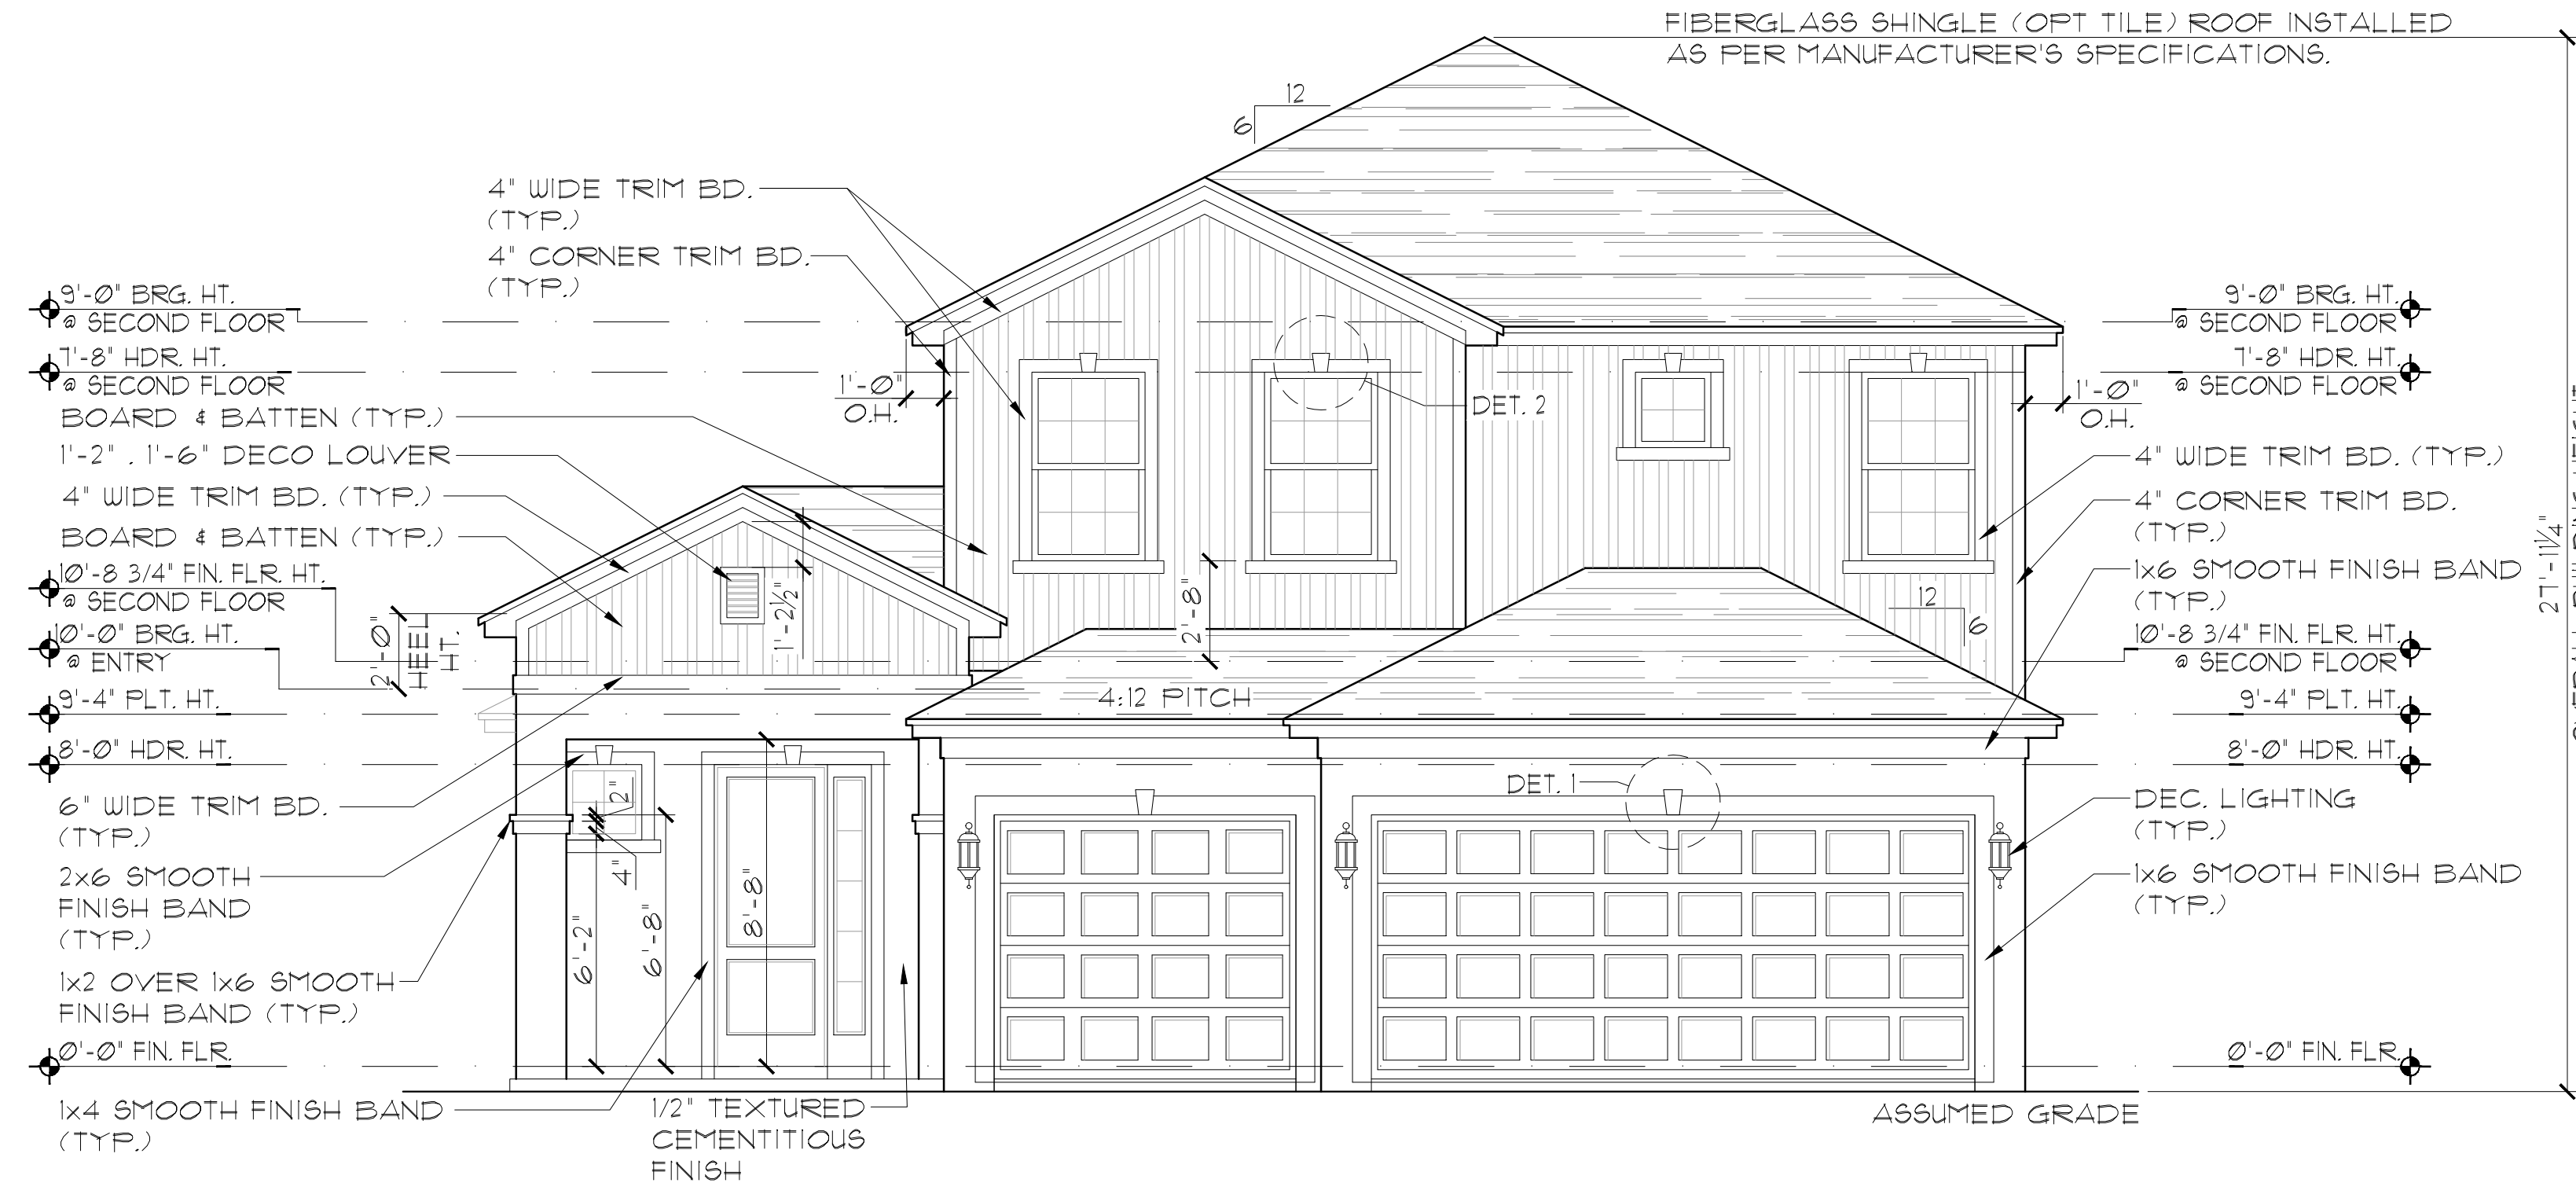 FIBERGLASS SHINGLE (OPT TILE) ROOF INSTALLED
AS PER MANUFACTURER'S SPECIFICATIONS.
12
6
4" WIDE TRIM BD.
(TYP.)
4" CORNER TRIM BD.
(TYP.)
9'-0" BRG. HT.
@ SECOND FLOOR
7'-8" HDR. HT.
@ SECOND FLOOR
BOARD & BATTEN (TYP.)
1'-2" . 1'-6" DECO LOUVER
4" WIDE TRIM BD. (TYP.)
BOARD & BATTEN (TYP.)
10'-8 3/4" FIN. FLR. HT.
@ SECOND FLOOR
10'-0" BRG. HT.
@ ENTRY
9'-4" PLT. HT.
8'-0" HDR. HT.
6" WIDE TRIM BD.
(TYP.)
2x6 SMOOTH
FINISH BAND
(TYP.)
1x2 OVER 1x6 SMOOTH
FINISH BAND (TYP.)
0'-0" FIN. FLR.
1x4 SMOOTH FINISH BAND
(TYP.)
2'-0"
HEEL
HT.
1'-0"
O.H.
1'-2½"
2'-8"
DET. 2
4:12 PITCH
12
6
DET. 1
2"
4"
6'-2"
6'-8"
8'-8"
1/2" TEXTURED
CEMENTITIOUS
FINISH
9'-0" BRG. HT.
@ SECOND FLOOR
7'-8" HDR. HT.
@ SECOND FLOOR
1'-0"
O.H.
4" WIDE TRIM BD. (TYP.)
4" CORNER TRIM BD.
(TYP.)
1x6 SMOOTH FINISH BAND
(TYP.)
10'-8 3/4" FIN. FLR. HT.
@ SECOND FLOOR
9'-4" PLT. HT.
8'-0" HDR. HT.
DEC. LIGHTING
(TYP.)
1x6 SMOOTH FINISH BAND
(TYP.)
0'-0" FIN. FLR.
ASSUMED GRADE
27'-11¼"